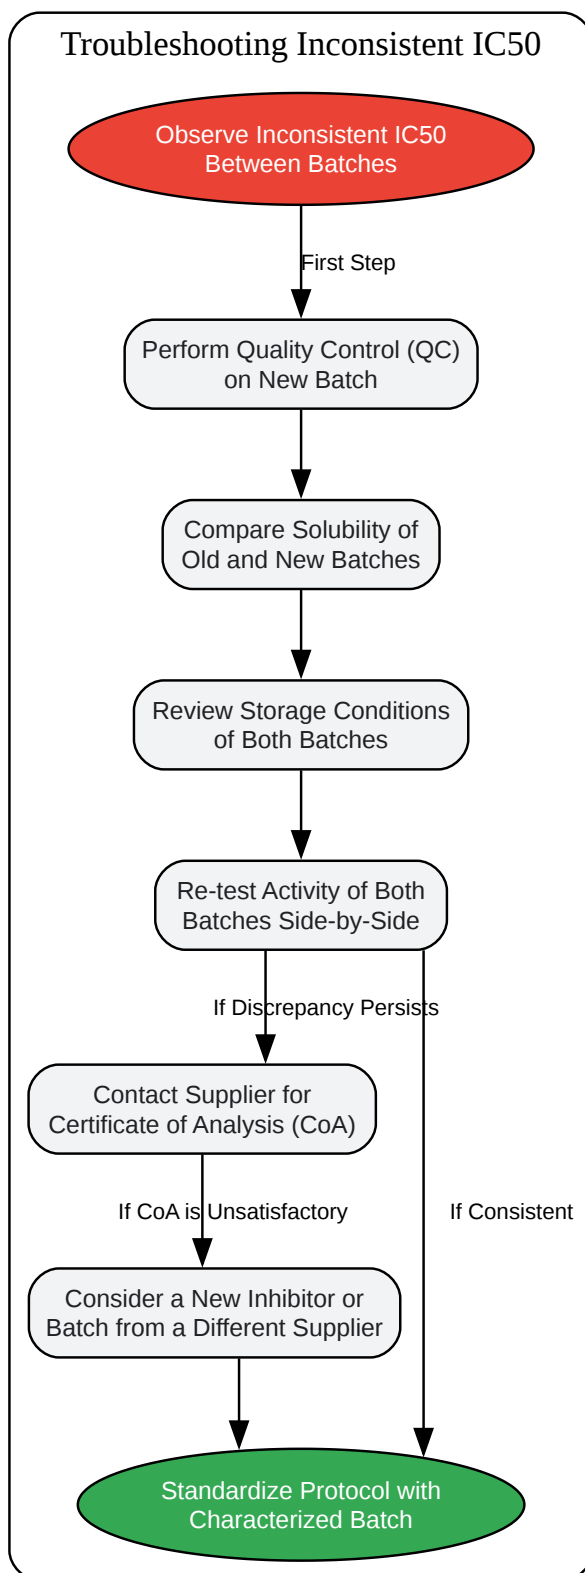 Troubleshooting Inconsistent IC50
Observe Inconsistent IC50
Between Batches
First Step
Perform Quality Control (QC)
on New Batch
Compare Solubility of
Old and New Batches
Review Storage Conditions
of Both Batches
Re-test Activity of Both
Batches Side-by-Side
If Discrepancy Persists
Contact Supplier for
Certificate of Analysis (CoA)
If CoA is Unsatisfactory
If Consistent
Consider a New Inhibitor or
Batch from a Different Supplier
Standardize Protocol with
Characterized Batch